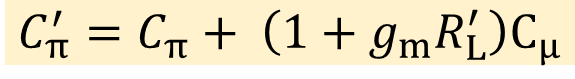 C′π = Cπ + (1 + gmR′L)Cμ